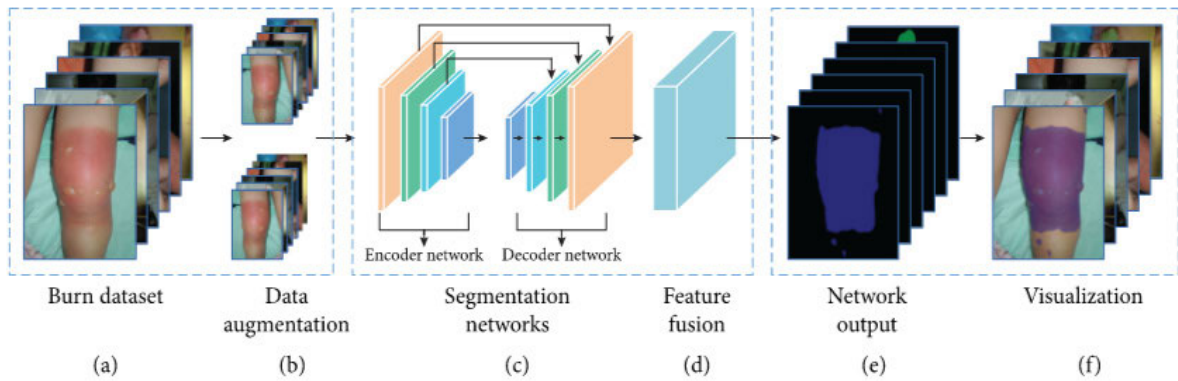 Encoder network
Decoder network
Burn dataset
Data
augmentation
Segmentation
networks
Feature
fusion
Network
output
Visualization
(a)
(b)
(c)
(d)
(e)
(f)